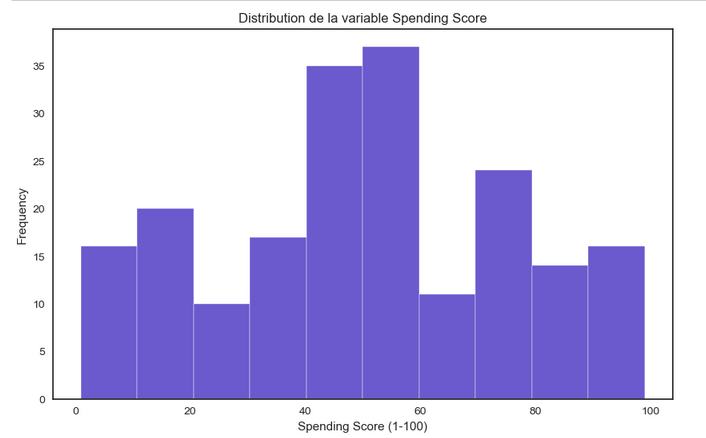 Distribution de la variable Spending Score
Frequency
35
30
25
20
15
10
5
0
0 20 40 60 80 100
Spending Score (1-100)